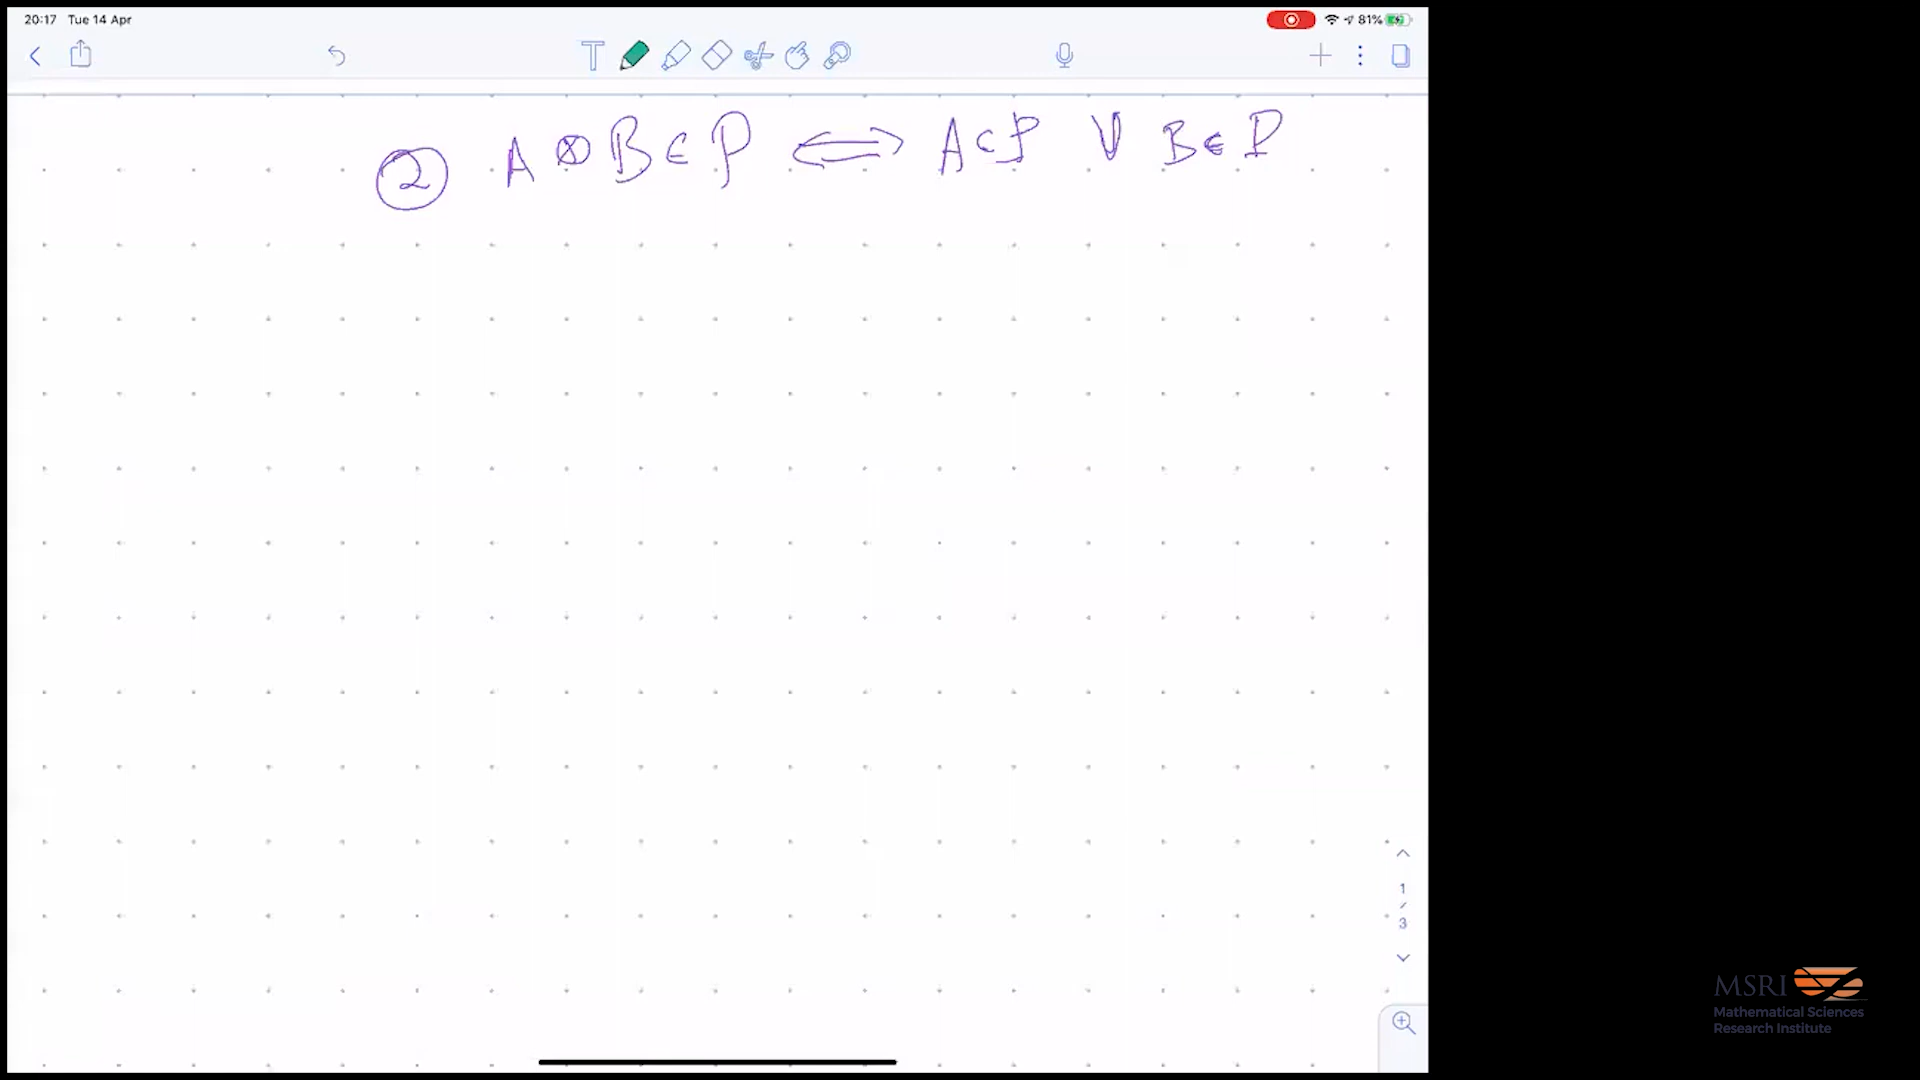 20:17 Tue 14 Apr 81%
② A ⊗ B ∈ P ⟺ A ∈ P ∨ B ∈ P
1
/
3
MSRI
Mathematical Sciences
Research Institute